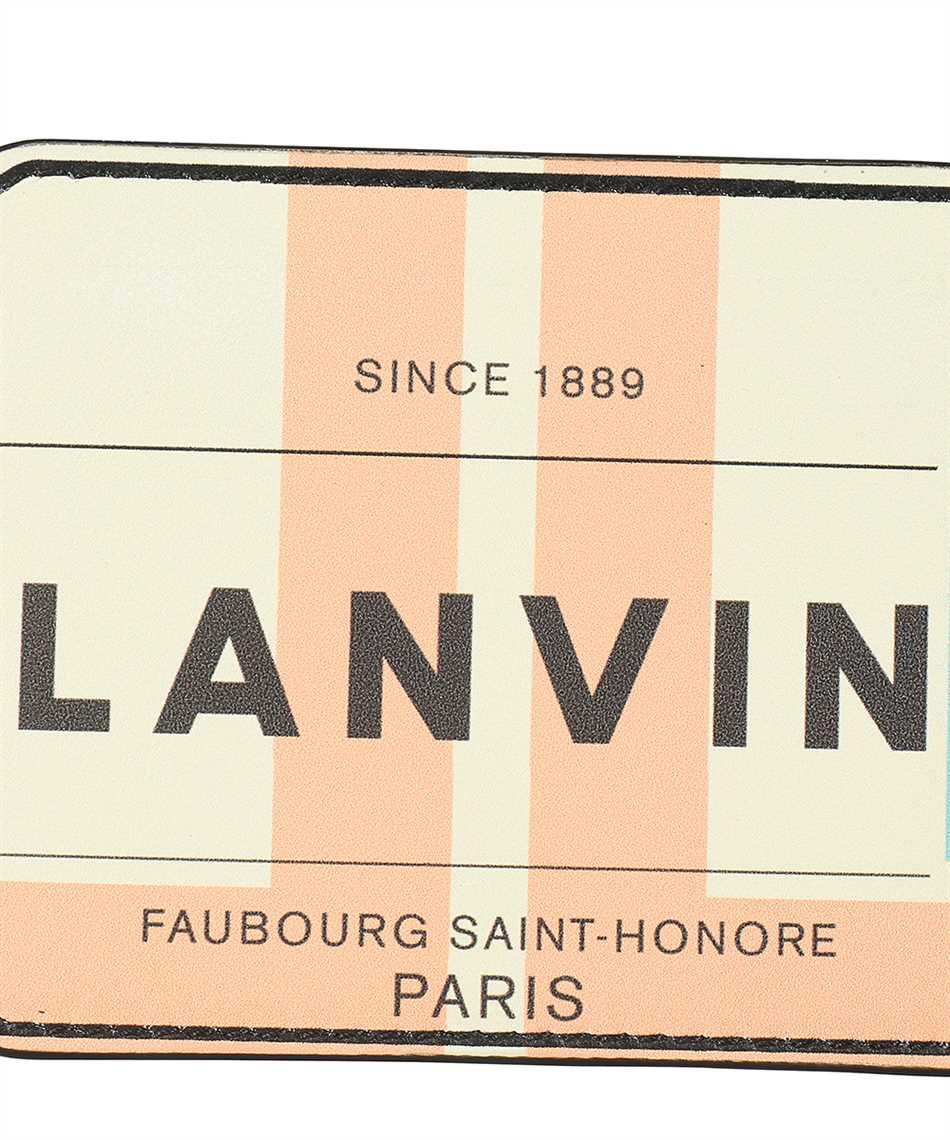 SINCE 1889
LANVIN
FAUBOURG SAINT-HONORE
PARIS